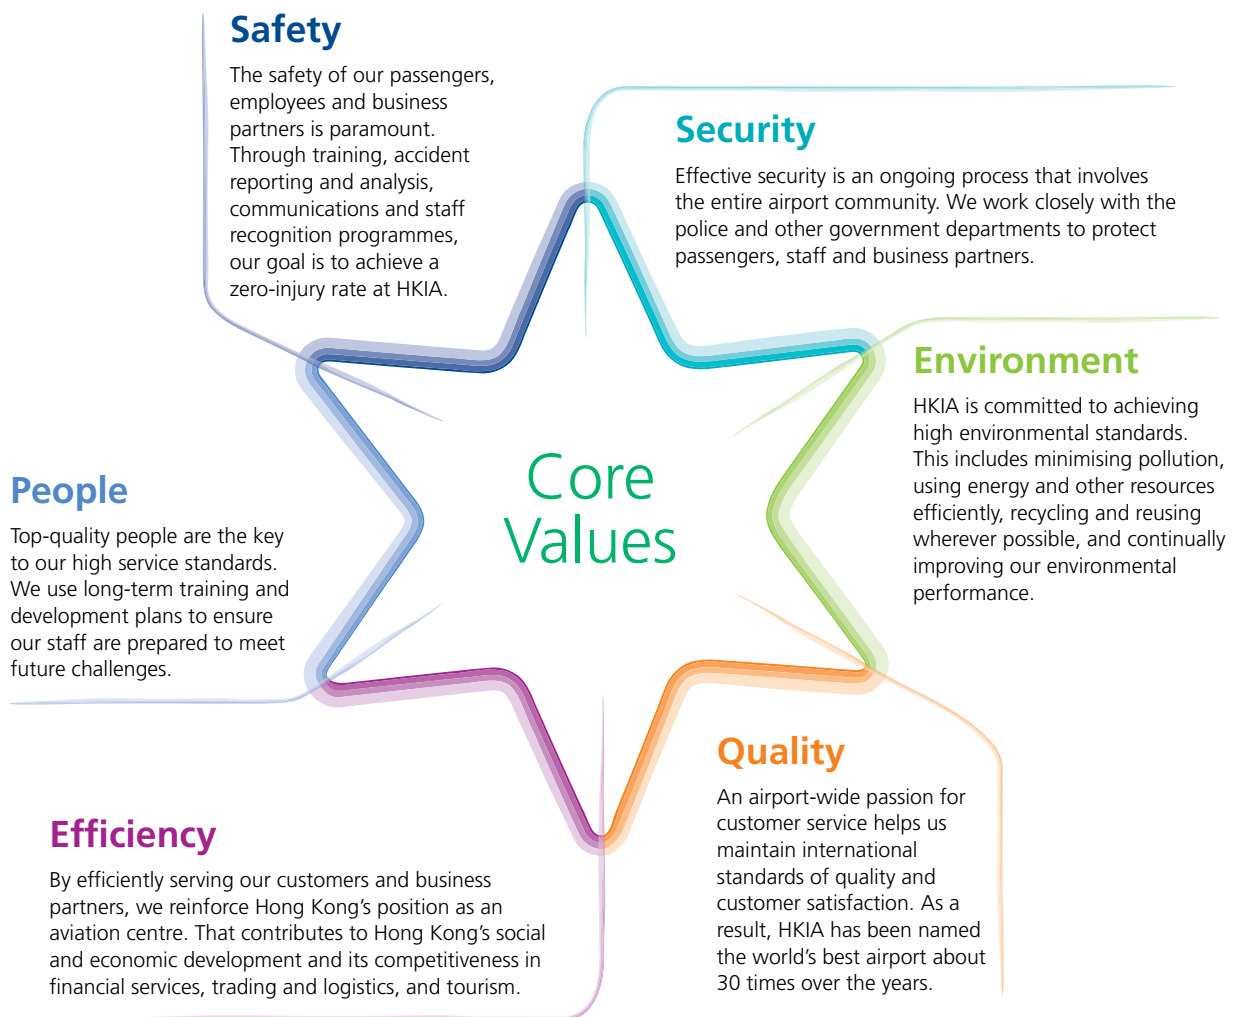 Safety
The safety of our passengers,
employees and business
partners is paramount.
Through training, accident
reporting and analysis,
communications and staff
recognition programmes,
our goal is to achieve a
zero-injury rate at HKIA.
Security
Effective security is an ongoing process that involves
the entire airport community. We work closely with the
police and other government departments to protect
passengers, staff and business partners.
Environment
HKIA is committed to achieving
high environmental standards.
This includes minimising pollution,
using energy and other resources
efficiently, recycling and reusing
wherever possible, and continually
improving our environmental
performance.
Core
Values
People
Top-quality people are the key
to our high service standards.
We use long-term training and
development plans to ensure
our staff are prepared to meet
future challenges.
Quality
An airport-wide passion for
customer service helps us
maintain international
standards of quality and
customer satisfaction. As a
result, HKIA has been named
the world's best airport about
30 times over the years.
Efficiency
By efficiently serving our customers and business
partners, we reinforce Hong Kong's position as an
aviation centre. That contributes to Hong Kong's social
and economic development and its competitiveness in
financial services, trading and logistics, and tourism.